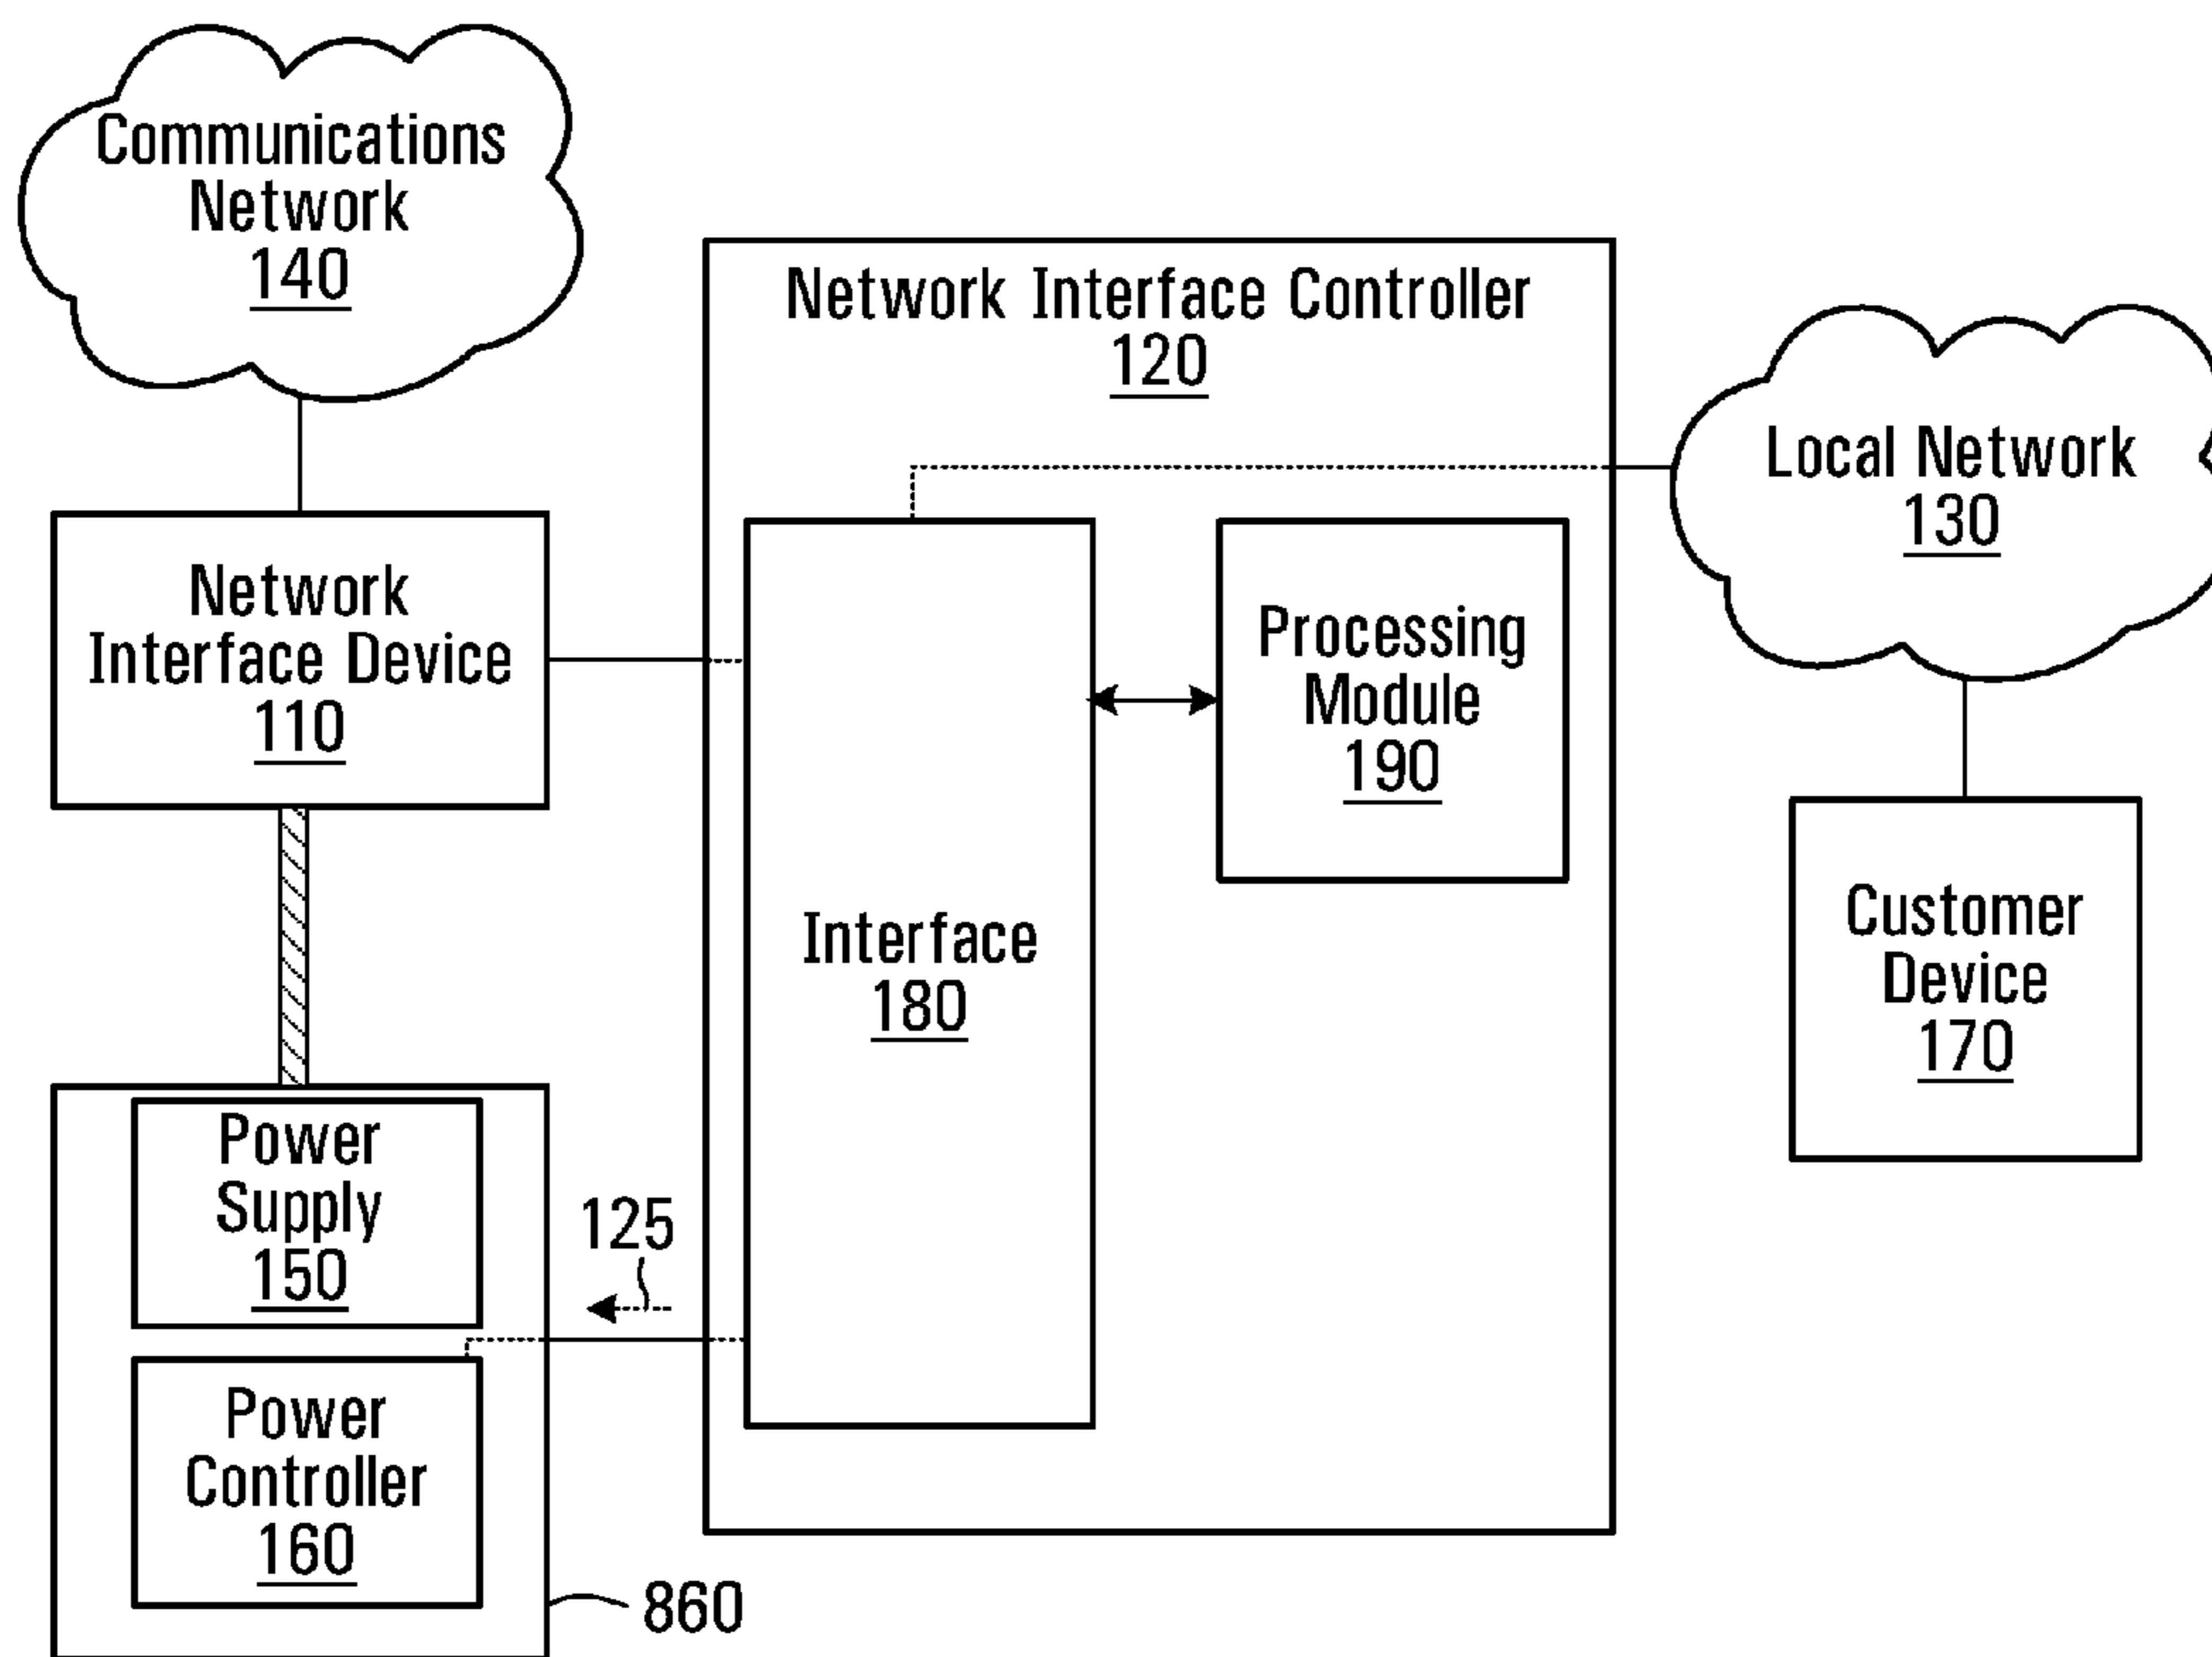 Communications
Network
140
Network Interface Controller
120
Local Network
130
Network
Interface Device
110
Processing
Module
190
Interface
180
Customer
Device
170
Power
Supply
150
125
Power
Controller
160
860